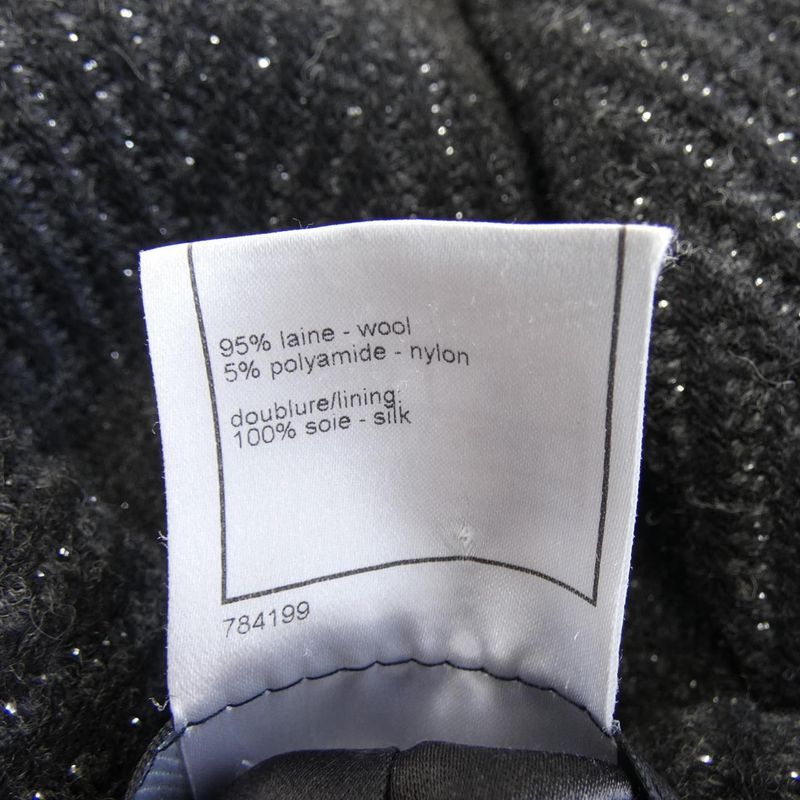 95% laine - wool
5% polyamide - nylon
doublure/lining:
100% soie - silk
784199